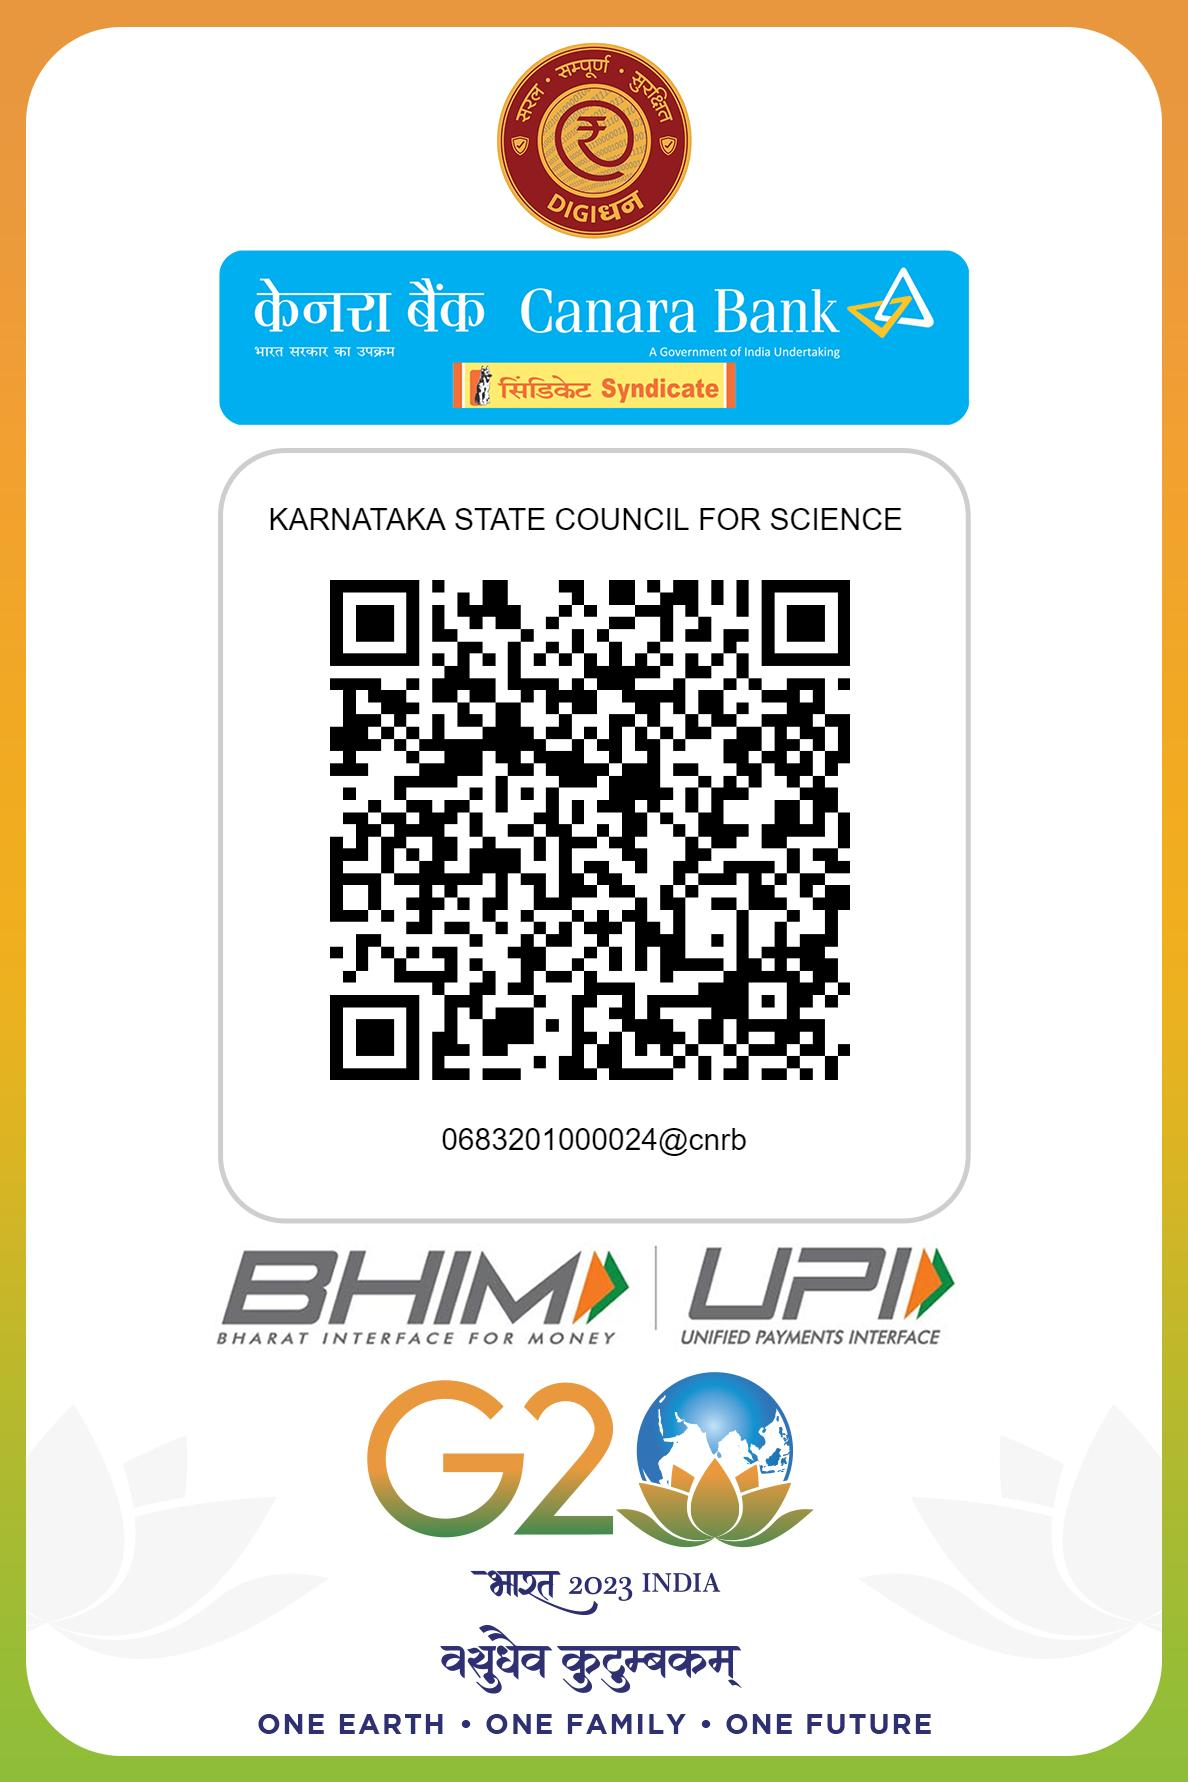 सरल • सम्पूर्ण • सुरक्षित
DIGIधन
केनरा बैंक Canara Bank
भारत सरकार का उपक्रम A Government of India Undertaking
सिंडिकेट Syndicate
KARNATAKA STATE COUNCIL FOR SCIENCE
0683201000024@cnrb
BHIM UPI
BHARAT INTERFACE FOR MONEY UNIFIED PAYMENTS INTERFACE
G20
भारत 2023 INDIA
वसुधैव कुटुम्बकम्
ONE EARTH • ONE FAMILY • ONE FUTURE